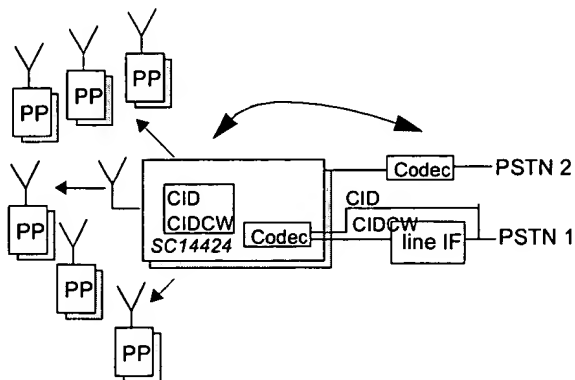 PP
PP
PP
PP
PP
PP
CID
CIDCW
SC14424
Codec
Codec
PSTN 2
CID
CIDCW
line IF
PSTN 1